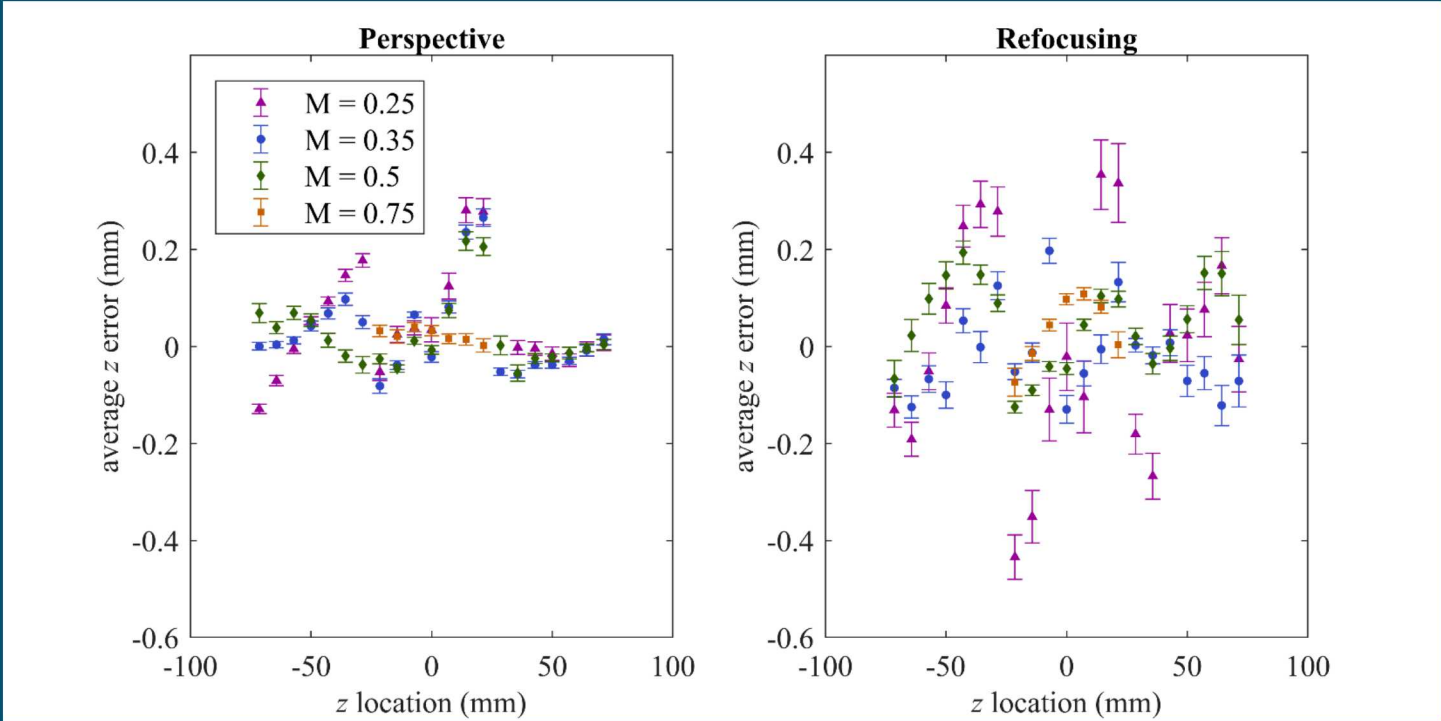 Perspective
M = 0.25
M = 0.35
M = 0.5
M = 0.75
0.4
0.2
0
-0.2
-0.4
-0.6
-100
-50
0
50
100
average z error (mm)
z location (mm)
Refocusing
0.4
0.2
0
-0.2
-0.4
-0.6
-100
-50
0
50
100
average z error (mm)
z location (mm)